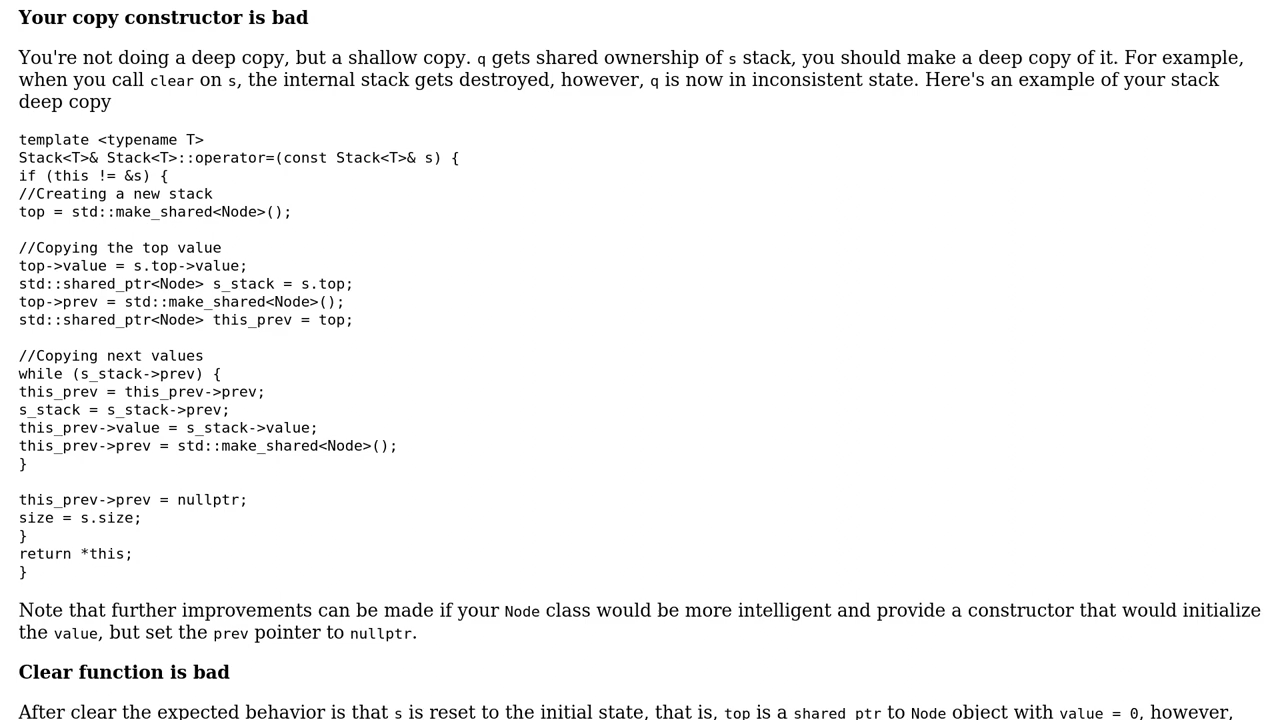 Your copy constructor is bad
You're not doing a deep copy, but a shallow copy. q gets shared ownership of s stack, you should make a deep copy of it. For example,
when you call clear on s, the internal stack gets destroyed, however, q is now in inconsistent state. Here's an example of your stack
deep copy
template <typename T>
Stack<T>& Stack<T>::operator=(const Stack<T>& s) {
if (this != &s) {
//Creating a new stack
top = std::make_shared<Node>();
//Copying the top value
top->value = s.top->value;
std::shared_ptr<Node> s_stack = s.top;
top->prev = std::make_shared<Node>();
std::shared_ptr<Node> this_prev = top;
//Copying next values
while (s_stack->prev) {
this_prev = this_prev->prev;
s_stack = s_stack->prev;
this_prev->value = s_stack->value;
this_prev->prev = std::make_shared<Node>();
}
this_prev->prev = nullptr;
size = s.size;
}
return *this;
}
Note that further improvements can be made if your Node class would be more intelligent and provide a constructor that would initialize
the value, but set the prev pointer to nullptr.
Clear function is bad
After clear the expected behavior is that s is reset to the initial state, that is, top is a shared_ptr to Node object with value = 0, however,